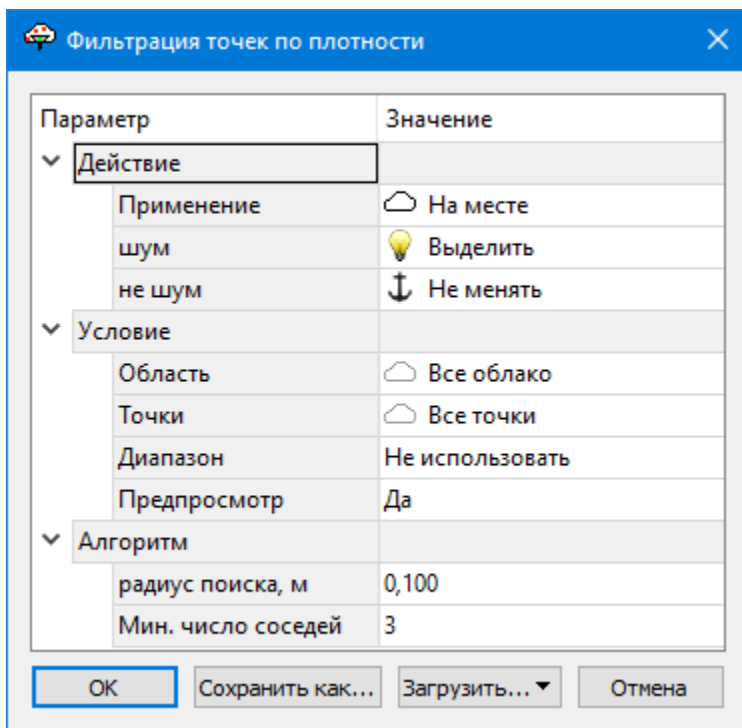 Фильтрация точек по плотности
Параметр Значение
Действие
Применение На месте
шум Выделить
не шум Не менять
Условие
Область Все облако
Точки Все точки
Диапазон Не использовать
Предпросмотр Да
Алгоритм
радиус поиска, м 0,100
Мин. число соседей 3
OK Сохранить как... Загрузить... Отмена